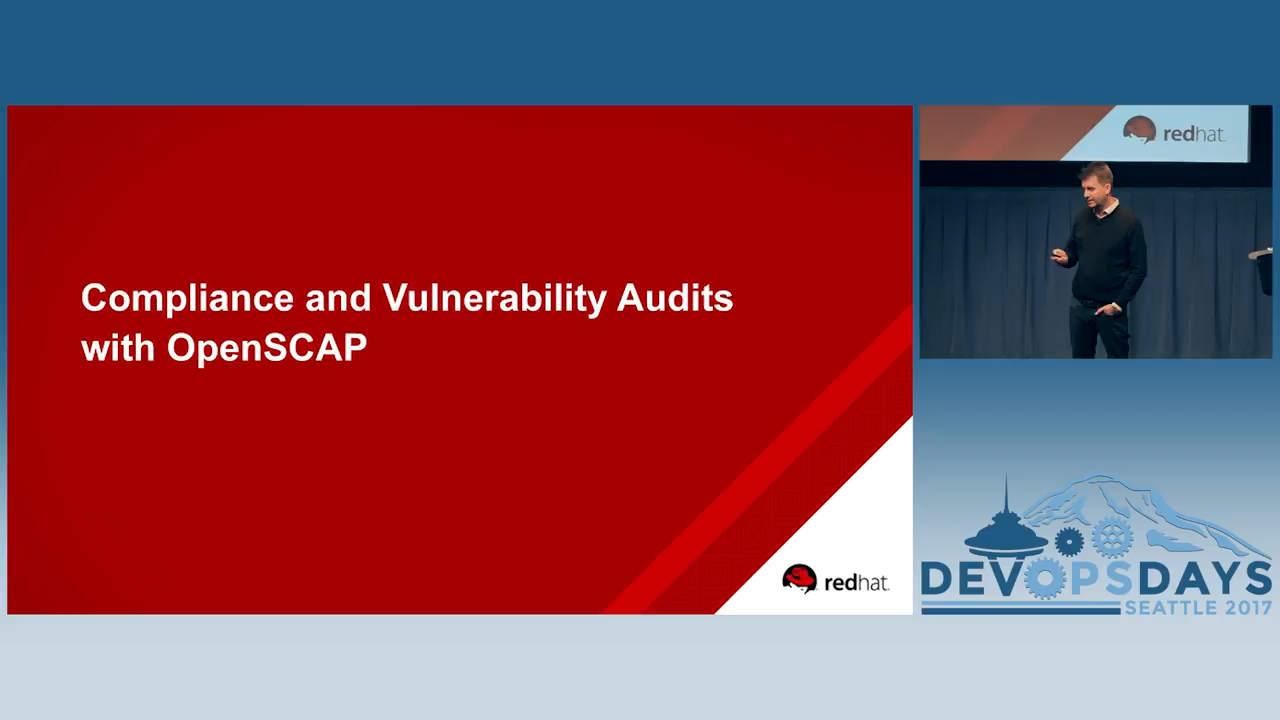 Compliance and Vulnerability Audits
with OpenSCAP
redhat.
redhat.
DEVOPSDAYS
SEATTLE 2017